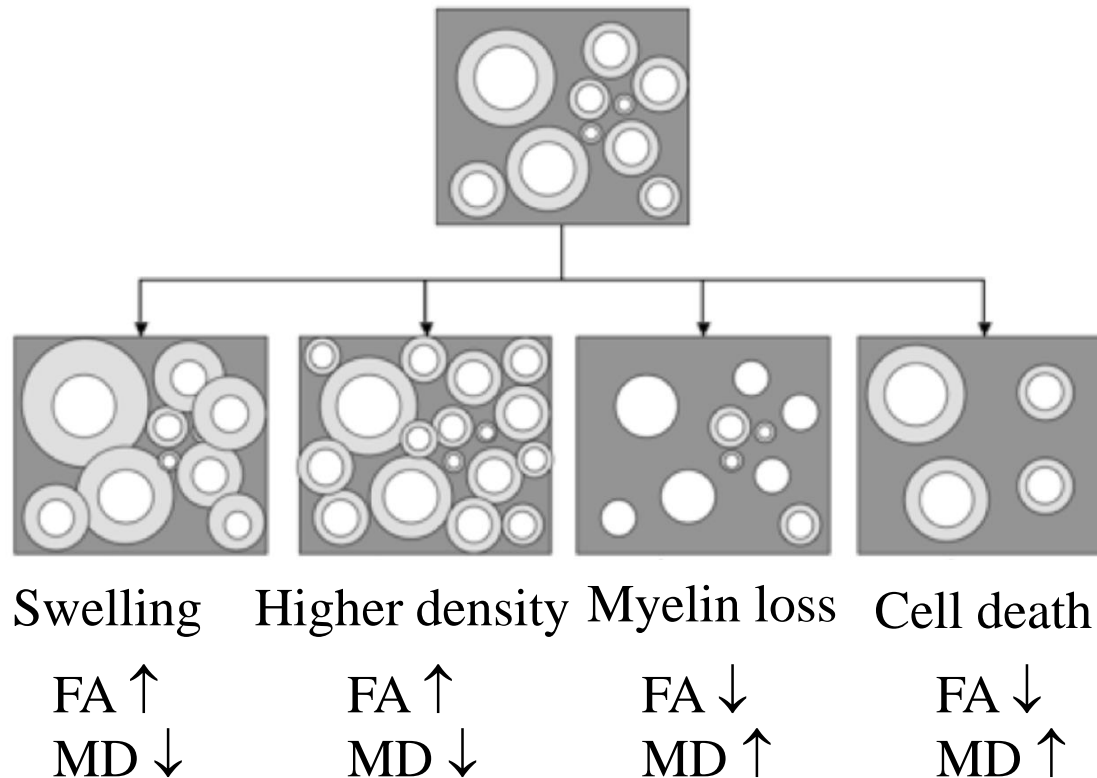 Swelling Higher density Myelin loss Cell death
FA ↑ FA ↑ FA ↓ FA ↓
MD ↓ MD ↓ MD ↑ MD ↑